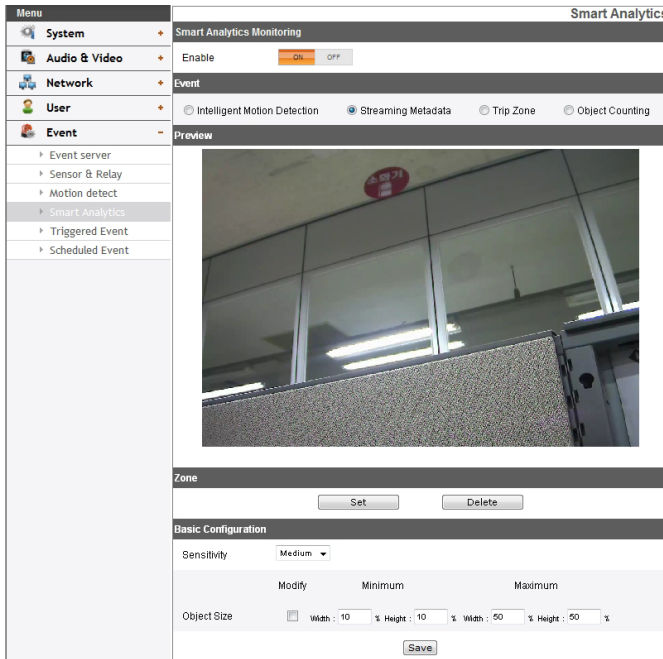 Menu
Smart Analytics
System +
Smart Analytics Monitoring
Audio & Video +
Enable ON OFF
Network +
Event
User +
Intelligent Motion Detection Streaming Metadata Trip Zone Object Counting
Event -
Preview
Event server
Sensor & Relay
Motion detect
Smart Analytics
Triggered Event
Scheduled Event
소화기
Zone
Set Delete
Basic Configuration
Sensitivity Medium
Modify Minimum Maximum
Object Size Width : 10 % Height : 10 % Width : 50 % Height : 50 %
Save